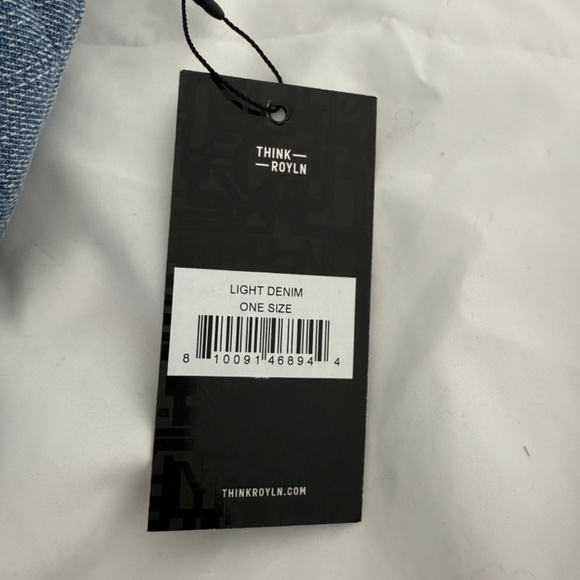 THINK—
—ROYLN
LIGHT DENIM
ONE SIZE
8 10091 46894 4
THINKROYLN.COM